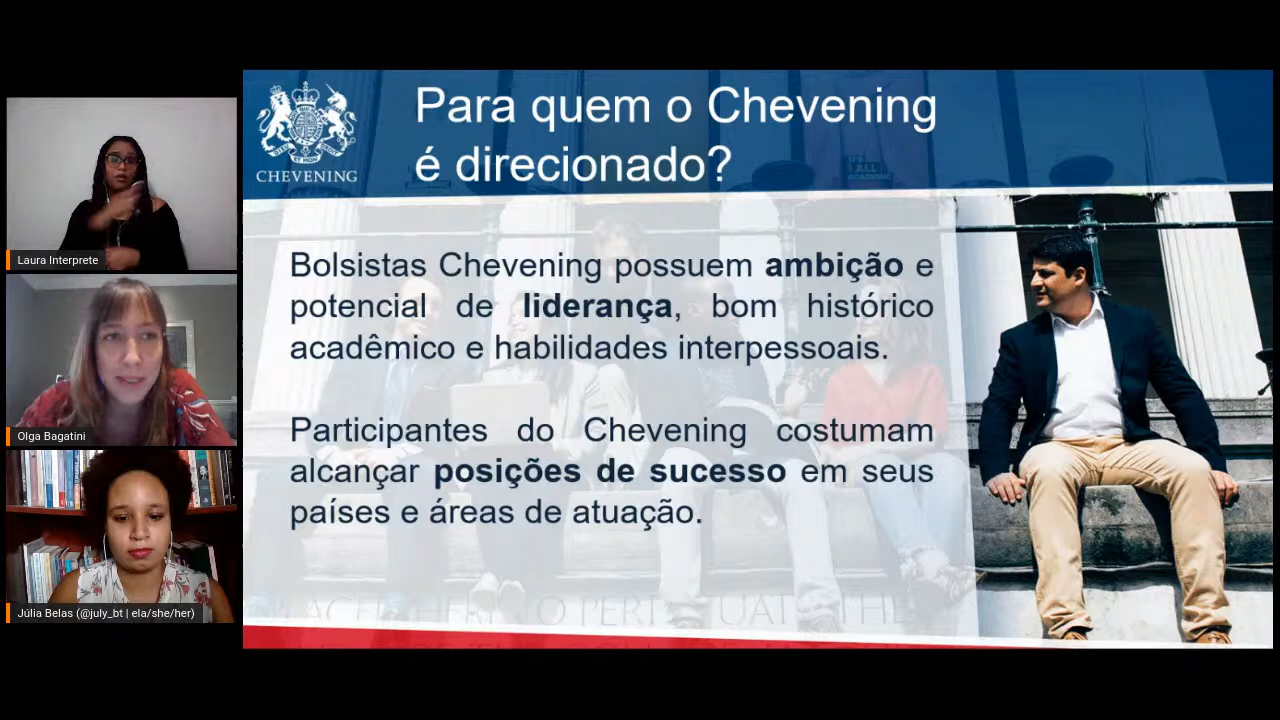 Para quem o Chevening
é direcionado?
CHEVENING
Bolsistas Chevening possuem ambição e
potencial de liderança, bom histórico
acadêmico e habilidades interpessoais.
Participantes do Chevening costumam
alcançar posições de sucesso em seus
países e áreas de atuação.
Laura Interprete
Olga Bagatini
Júlia Belas (@july_bt | ela/she/her)